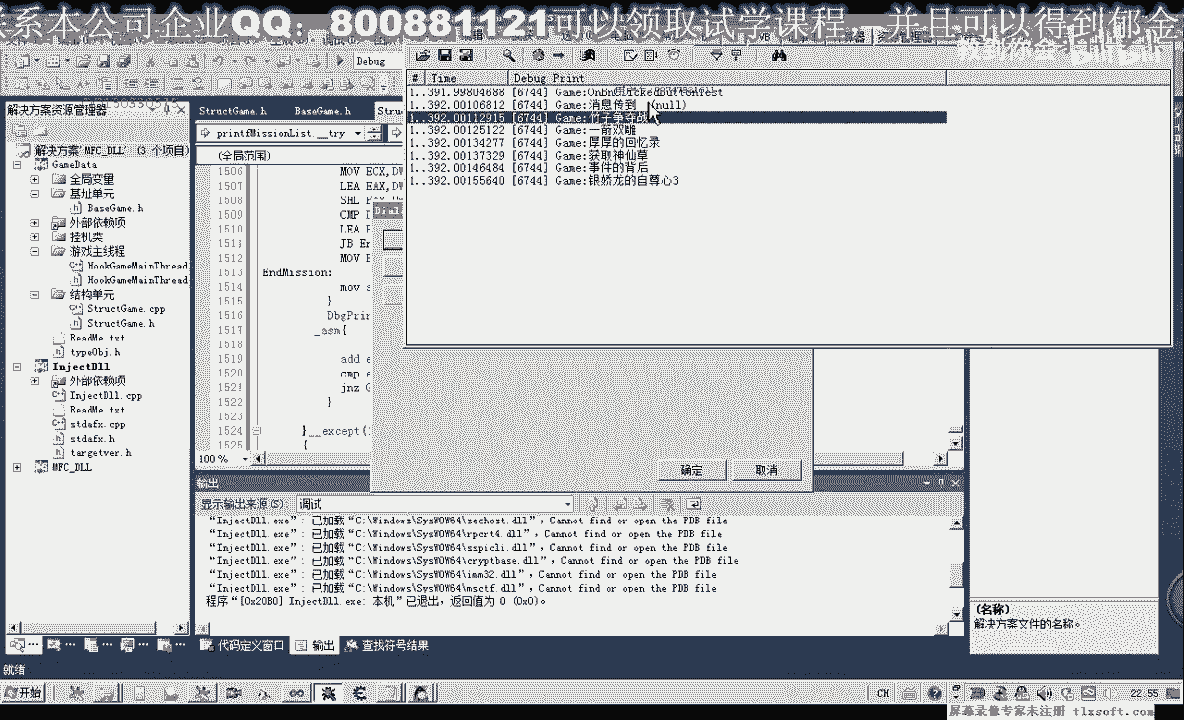 系本公司企业QQ：800881121可以领取试学课程 并且可以得到郁金
Debug
# Time Debug Print
1..391.99804688 [6744] Game:OnBnClickedButtonTest
1..392.00106812 [6744] Game:消息传到 (null)
1..392.00112915 [6744] Game:竹子争夺战
1..392.00125122 [6744] Game:一箭双雕
1..392.00134277 [6744] Game:厚厚的回忆录
1..392.00137329 [6744] Game:获取神仙草
1..392.00146484 [6744] Game:事件的背后
1..392.00155640 [6744] Game:银娇龙的自尊心3
解决方案资源管理器
解决方案"MFC_DLL" (3 个项目)
GameData
全局变量
基址单元
BaseGame.h
外部依赖项
挂机类
游戏主线程
HookGameMainThread
HookGameMainThread
结构单元
StructGame.cpp
StructGame.h
ReadMe.txt
typeObj.h
InjectDll
外部依赖项
InjectDll.cpp
ReadMe.txt
stdafx.cpp
stdafx.h
targetver.h
MFC_DLL
StructGame.h BaseGame.h Stru
printfMissionList.__try
(全局范围)
1506 MOV ECX,DW
1507 LEA EAX,DW
1508 SHL
1509 CMP
1510 LEA
1511 JB En
1512 MOV E
1513 EndMission:
1514 mov s
1515 }
1516 DbgPrin
1517 _asm{
1518
1519 add e
1520 cmp e
1521 jnz G
1522 }
1523
1524 }__except(
1525 {
100 %
确定 取消
输出
显示输出来源(S): 调试
"InjectDll.exe": 已加载"C:\Windows\SysWOW64\sechost.dll", Cannot find or open the PDB file
"InjectDll.exe": 已加载"C:\Windows\SysWOW64\rpcrt4.dll", Cannot find or open the PDB file
"InjectDll.exe": 已加载"C:\Windows\SysWOW64\sspicli.dll", Cannot find or open the PDB file
"InjectDll.exe": 已加载"C:\Windows\SysWOW64\cryptbase.dll", Cannot find or open the PDB file
"InjectDll.exe": 已加载"C:\Windows\SysWOW64\imm32.dll", Cannot find or open the PDB file
"InjectDll.exe": 已加载"C:\Windows\SysWOW64\msctf.dll", Cannot find or open the PDB file
程序"[0x20B0] InjectDll.exe: 本机"已退出，返回值为 0 (0x0)。
(名称)
解决方案文件的名称。
代码定义窗口 输出 查找符号结果
就绪
开始
CH
22:55
屏幕录像专家未注册 tlxsoft.com